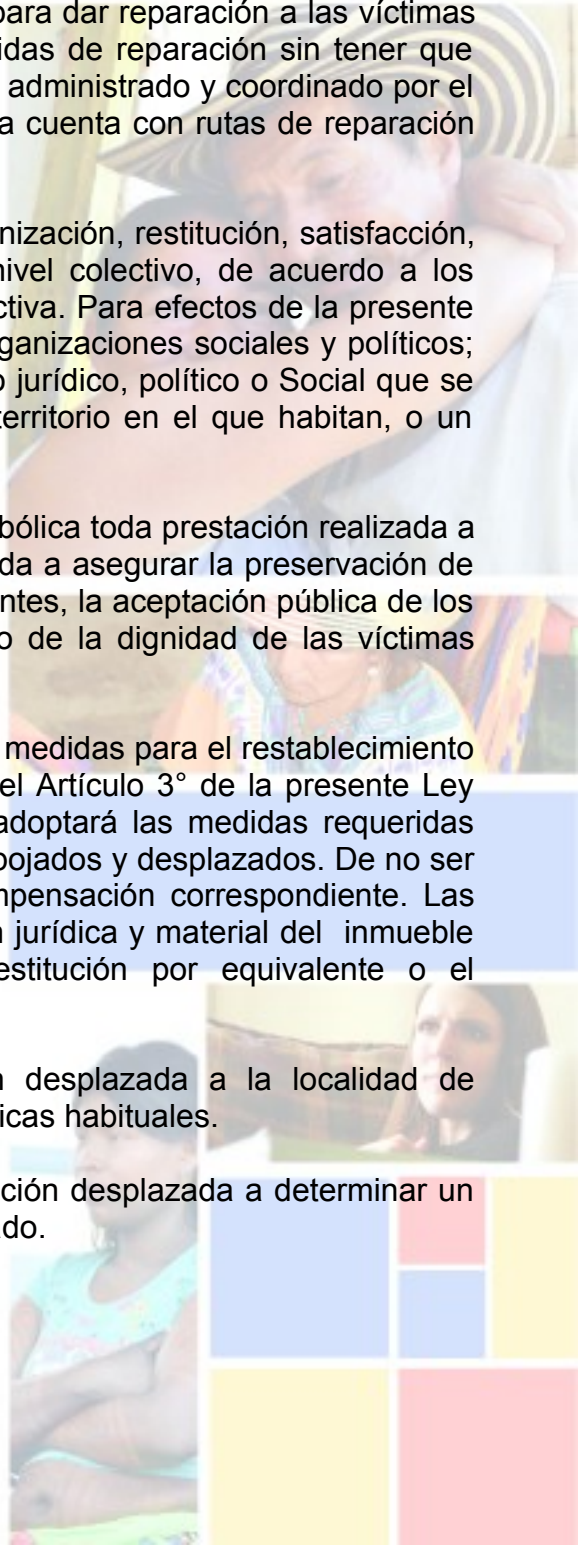 para dar reparación a las víctimas
idas de reparación sin tener que
administrado y coordinado por el
a cuenta con rutas de reparación
nización, restitución, satisfacción,
nivel colectivo, de acuerdo a los
ctiva. Para efectos de la presente
ganizaciones sociales y políticos;
o jurídico, político o Social que se
territorio en el que habitan, o un
bólica toda prestación realizada a
da a asegurar la preservación de
ntes, la aceptación pública de los
o de la dignidad de las víctimas
medidas para el restablecimiento
el Artículo 3° de la presente Ley
adoptará las medidas requeridas
pojados y desplazados. De no ser
mpensación correspondiente. Las
n jurídica y material del inmueble
estitución por equivalente o el
n desplazada a la localidad de
icas habituales.
ción desplazada a determinar un
ado.